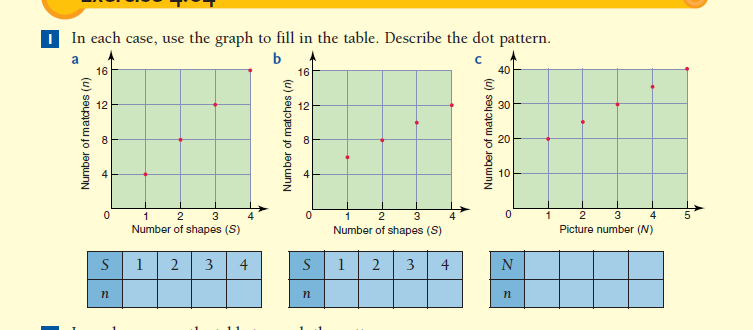 1 In each case, use the graph to fill in the table. Describe the dot pattern.
a b c
Number of matches (n)
16
12
8
4
0 1 2 3 4
Number of shapes (S)
Number of matches (n)
16
12
8
4
0 1 2 3 4
Number of shapes (S)
Number of matches (n)
40
30
20
10
0 1 2 3 4 5
Picture number (N)
S 1 2 3 4
n
S 1 2 3 4
n
N
n